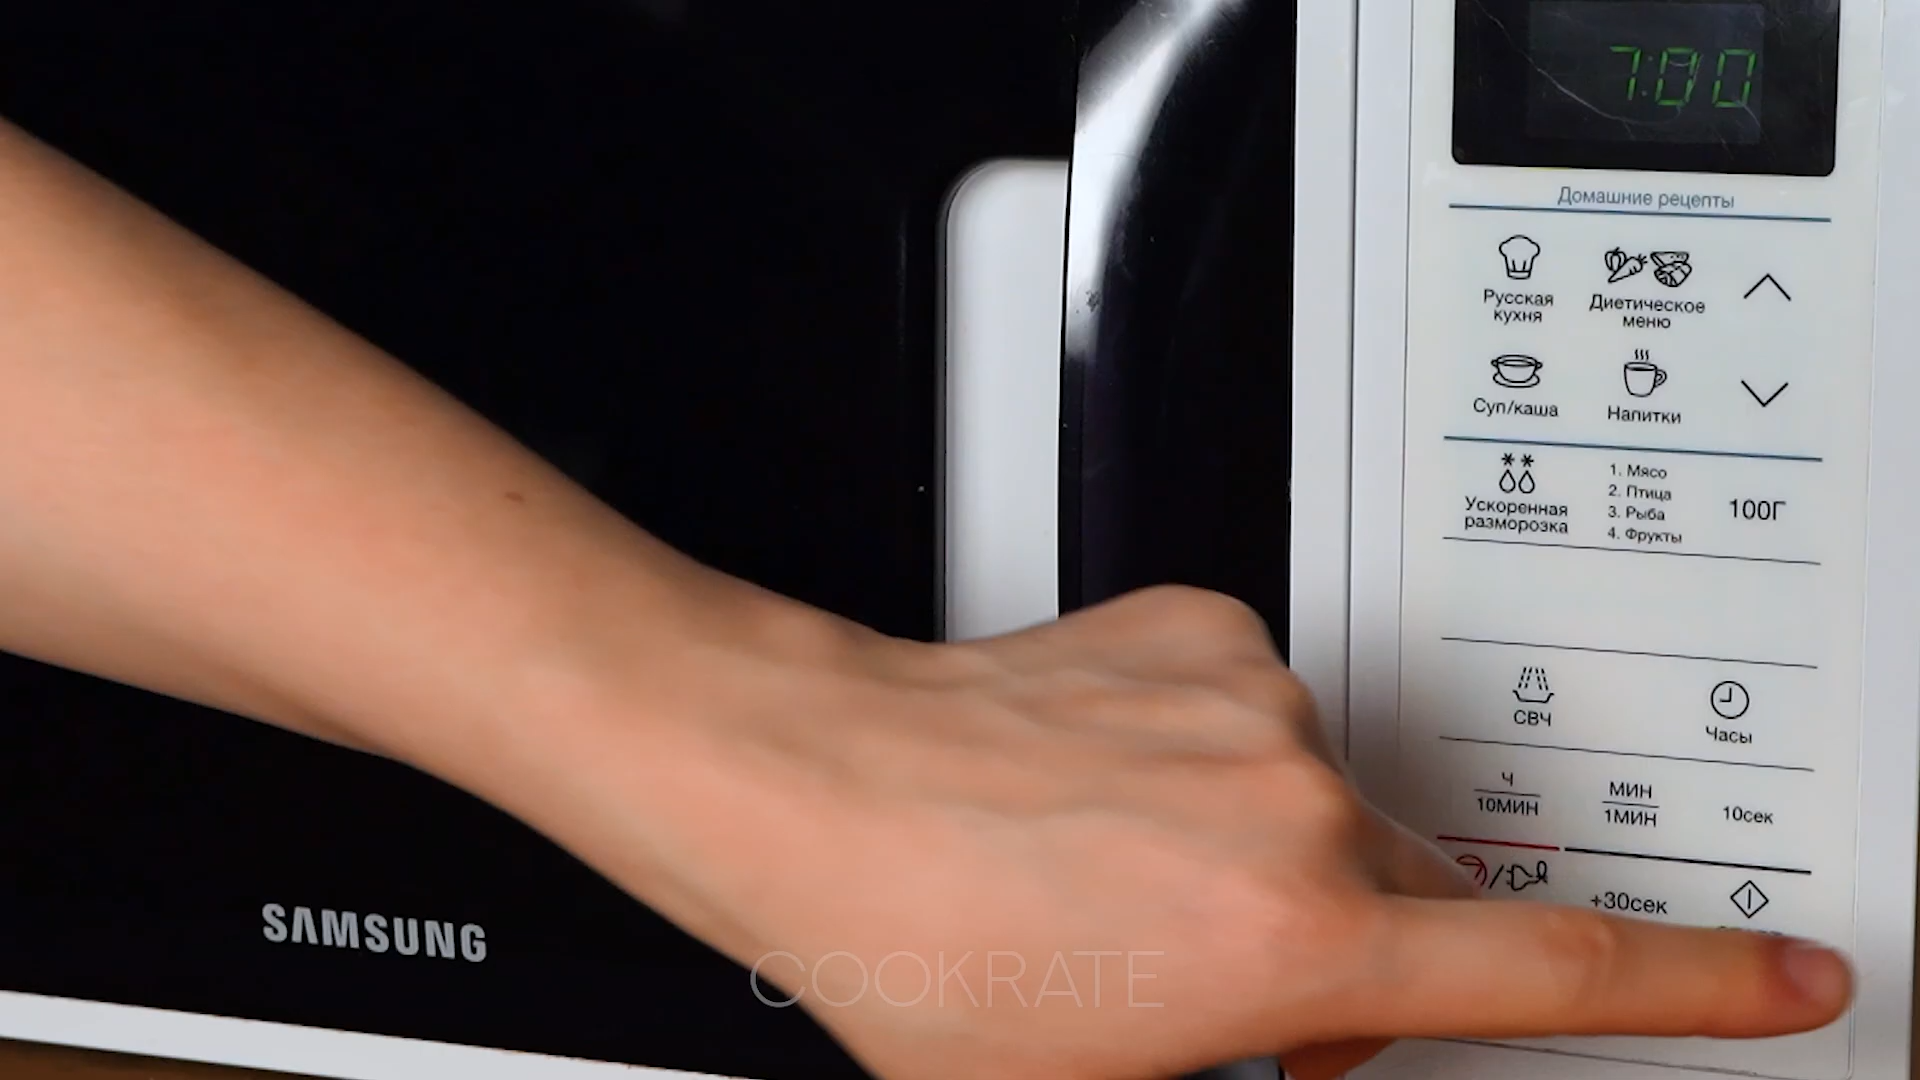 7:00
Домашние рецепты
Русская
кухня
Диетическое
меню
Суп/каша
Напитки
Ускоренная
разморозка
1. Мясо
2. Птица
3. Рыба
4. Фрукты
100Г
СВЧ
Часы
Ч
10МИН
МИН
1МИН
10сек
+30сек
SAMSUNG
COOKRATE